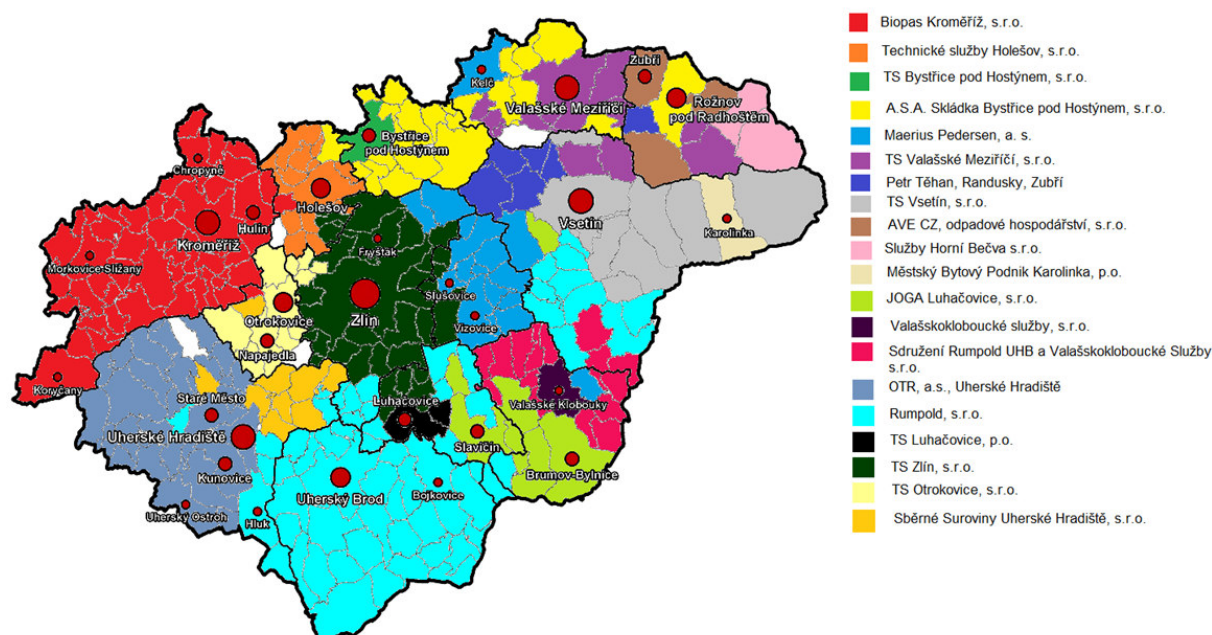 Biopas Kroměříž, s.r.o.
Technické služby Holešov, s.r.o.
TS Bystřice pod Hostýnem, s.r.o.
A.S.A. Skládka Bystřice pod Hostýnem, s.r.o.
Maerius Pedersen, a. s.
TS Valašské Meziříčí, s.r.o.
Petr Těhan, Randusky, Zubří
TS Vsetín, s.r.o.
AVE CZ, odpadové hospodářství, s.r.o.
Služby Horní Bečva s.r.o.
Městský Bytový Podnik Karolinka, p.o.
JOGA Luhačovice, s.r.o.
Valašskokloboucké služby, s.r.o.
Sdružení Rumpold UHB a Valašskokloboucké Služby
s.r.o.
OTR, a.s., Uherské Hradiště
Rumpold, s.r.o.
TS Luhačovice, p.o.
TS Zlín, s.r.o.
TS Otrokovice, s.r.o.
Sběrné Suroviny Uherské Hradiště, s.r.o.
Zubří
Kelč
Valašské Meziříčí
Rožnov
pod Radhoštěm
Bystřice
pod Hostýnem
Chropyně
Holešov
Hulín
Kroměříž
Vsetín
Karolinka
Fryšták
Morkovice-Slížany
Slušovice
Zlín
Otrokovice
Vizovice
Napajedla
Koryčany
Staré Město
Luhačovice
Valašské Klobouky
Uherské Hradiště
Slavičín
Kunovice
Brumov-Bylnice
Uherský Brod
Bojkovice
Uherský Ostroh
Hluk